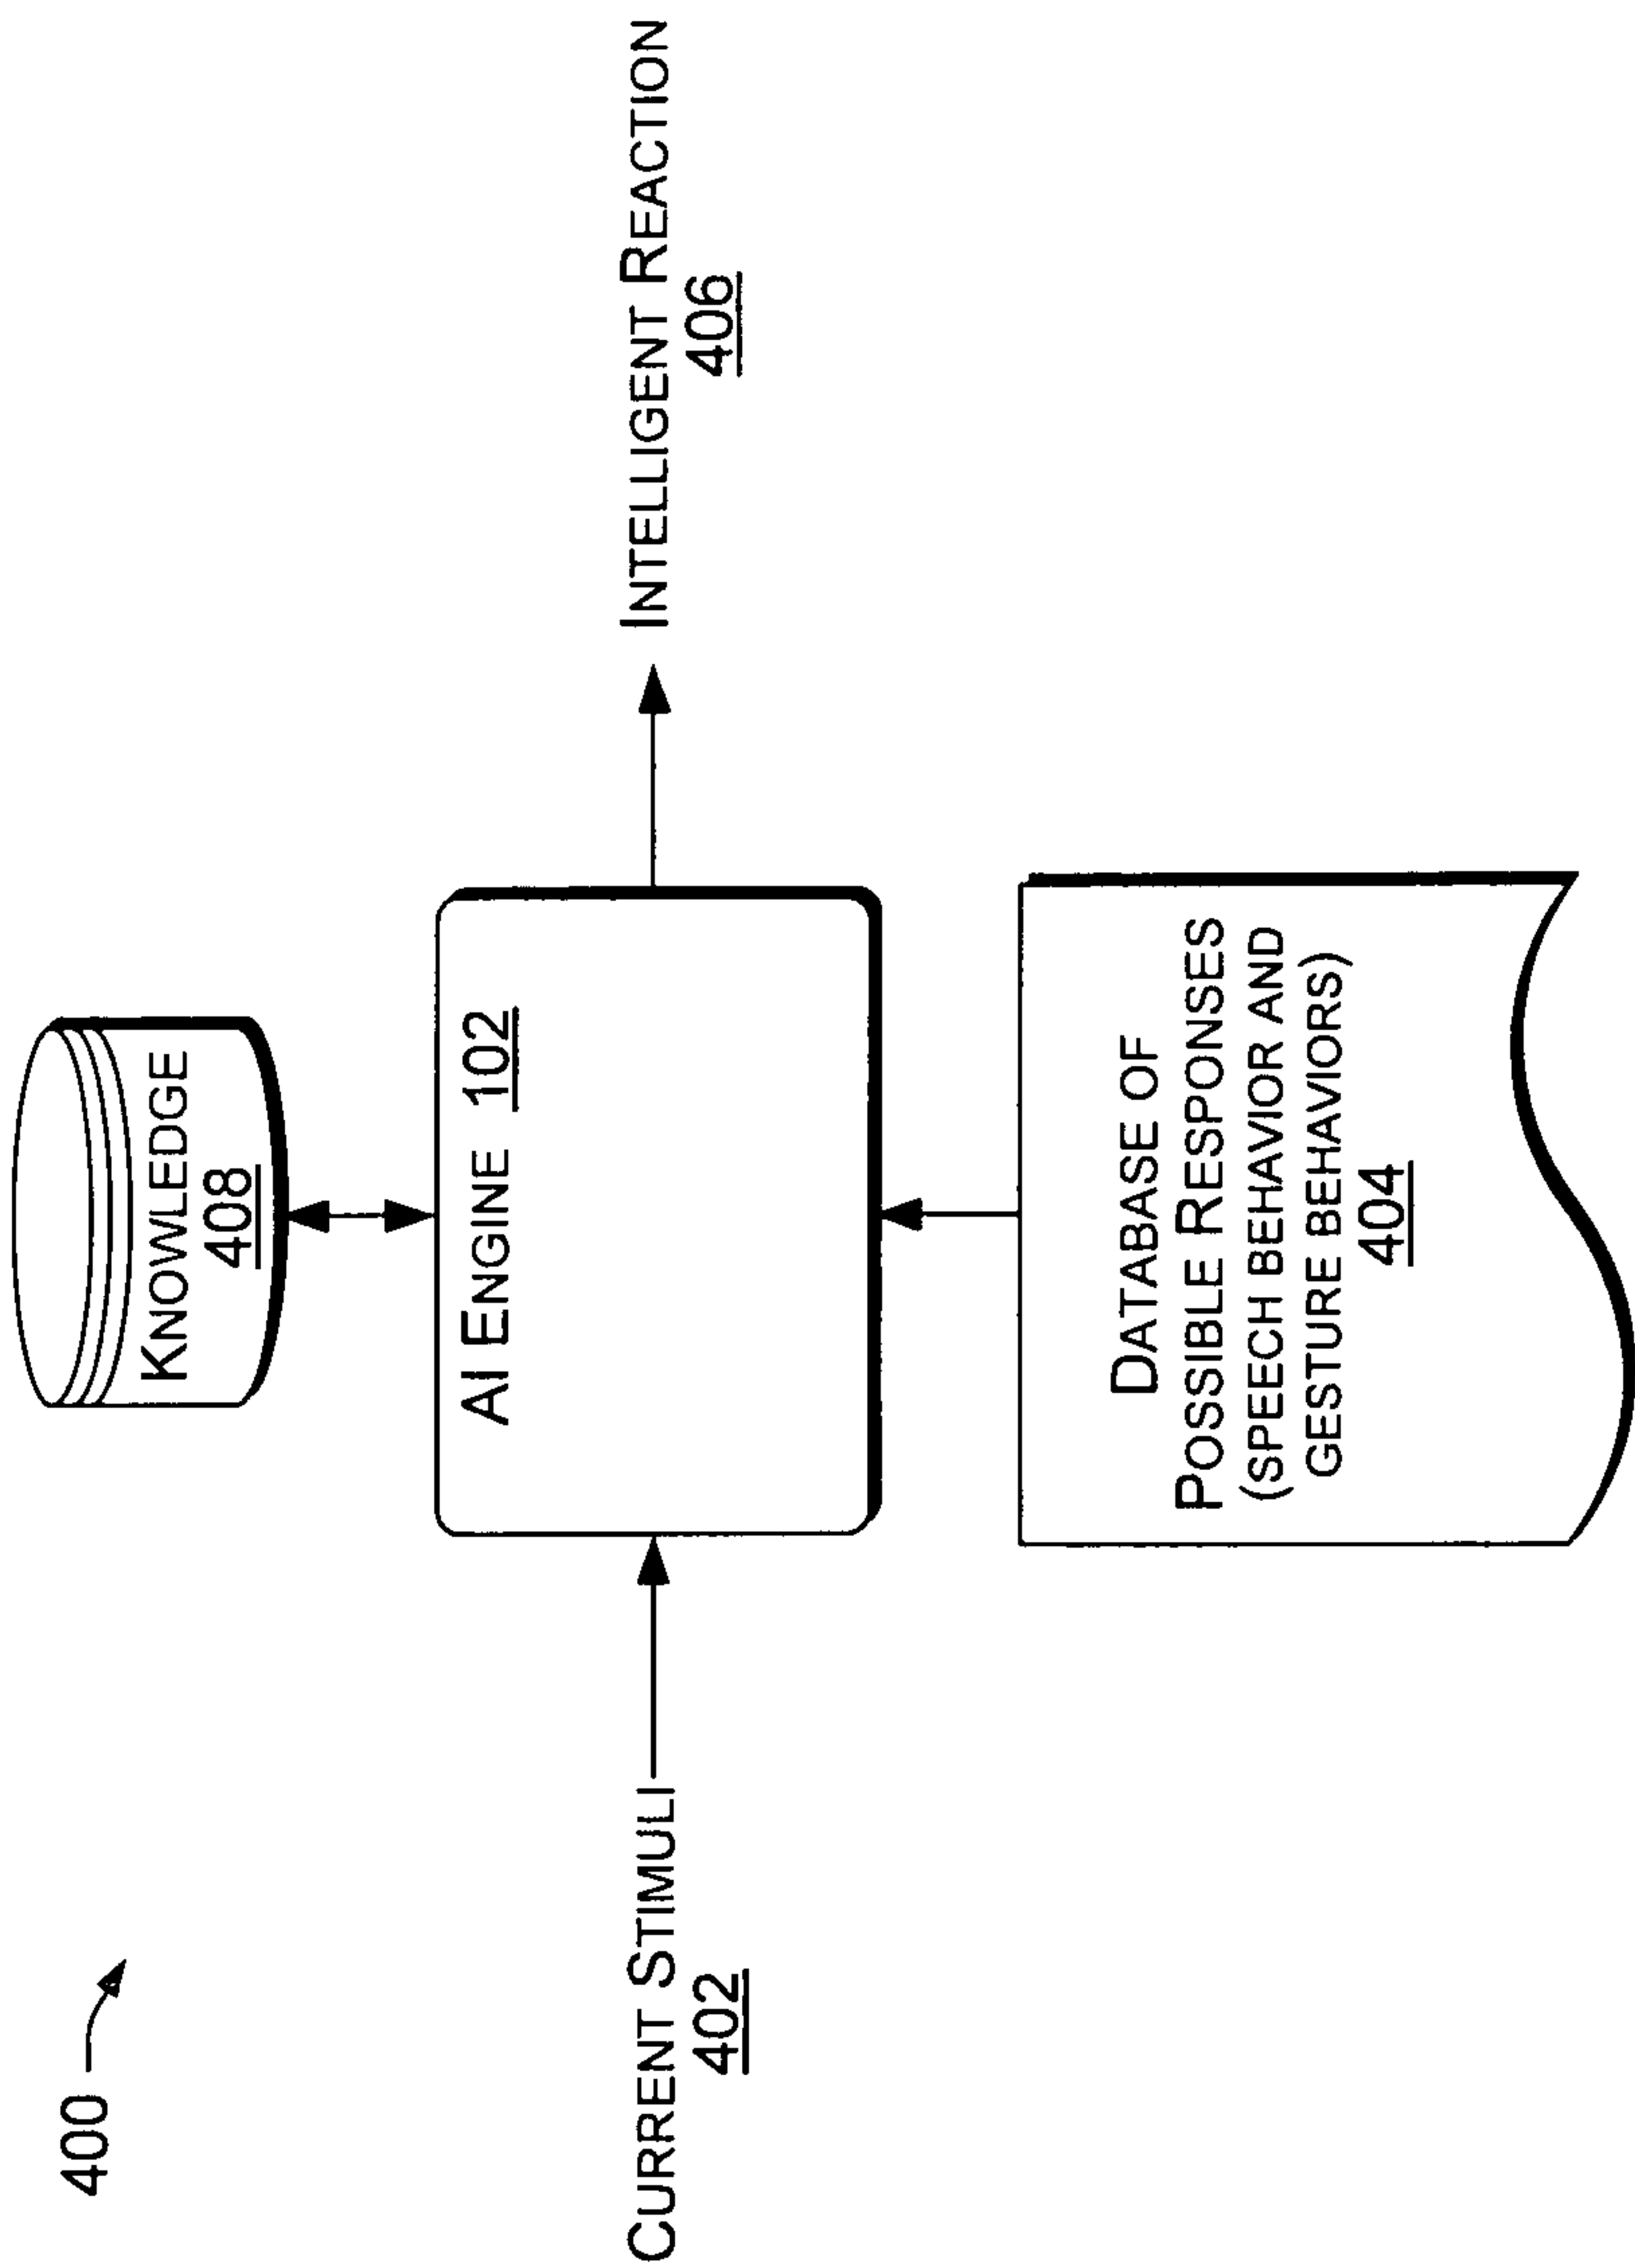 400
KNOWLEDGE
408
AI ENGINE 102
CURRENT STIMULI
402
INTELLIGENT REACTION
406
DATABASE OF
POSSIBLE RESPONSES
(SPEECH BEHAVIOR AND
GESTURE BEHAVIORS)
404